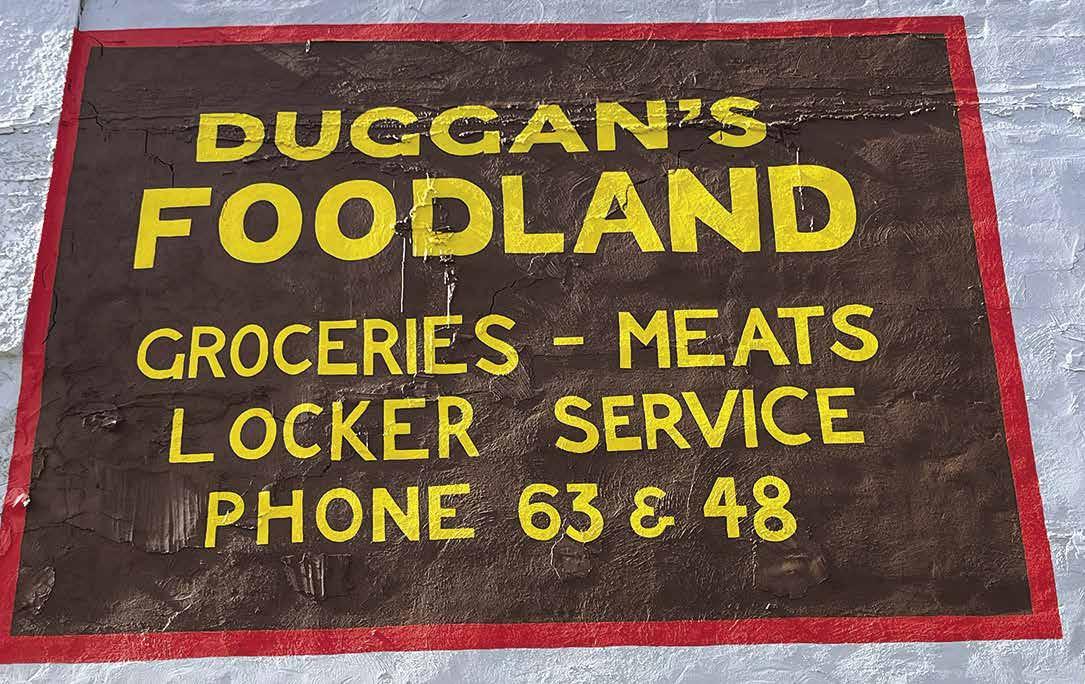 DUGGAN'S
FOODLAND
GROCERIES - MEATS
LOCKER SERVICE
PHONE 63 & 48